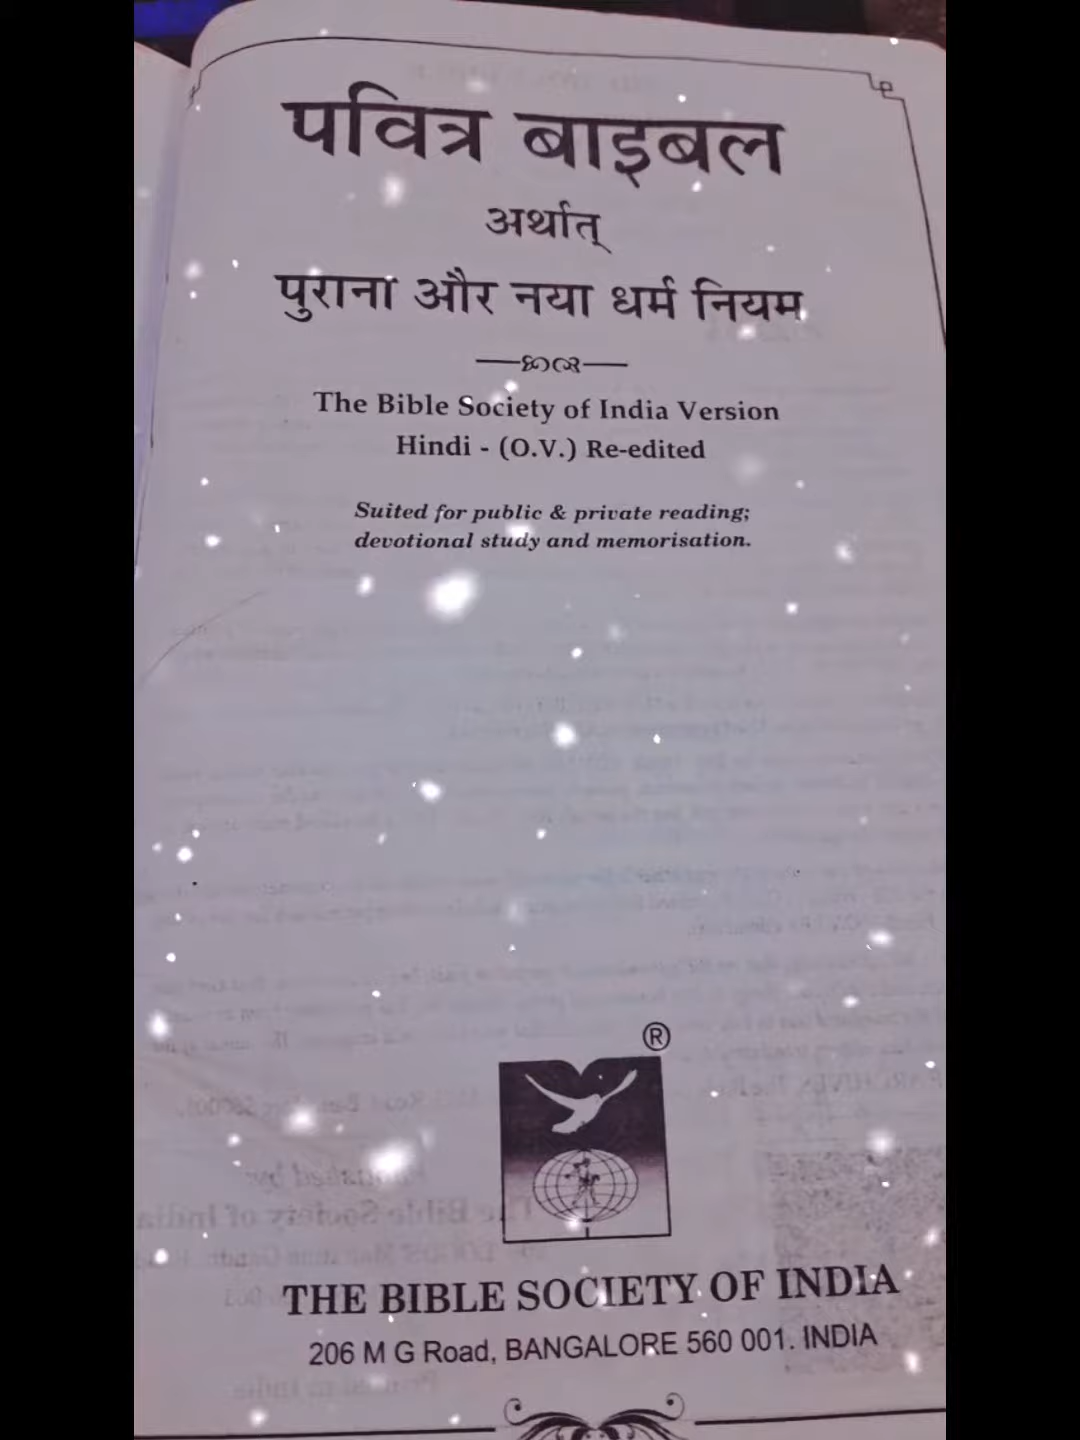 पवित्र बाइबल
अर्थात्
पुराना और नया धर्म नियम
The Bible Society of India Version
Hindi - (O.V.) Re-edited
Suited for public & private reading;
devotional study and memorisation.
®
THE BIBLE SOCIETY OF INDIA
206 M G Road, BANGALORE 560 001. INDIA